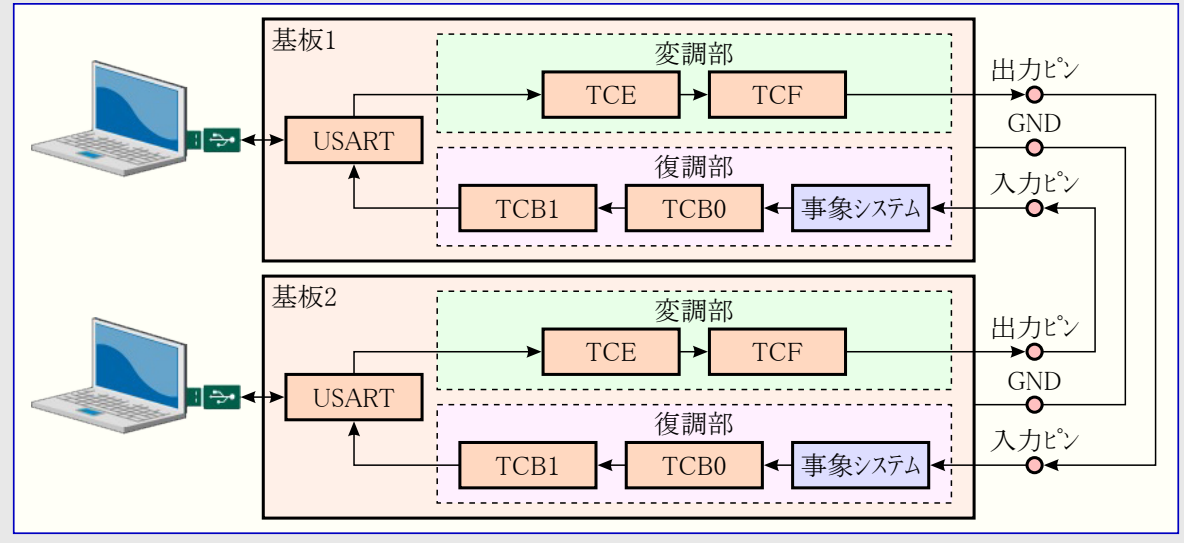 基板1
変調部
TCE
TCF
出力ピン
GND
USART
復調部
TCB1
TCB0
事象システム
入力ピン
基板2
変調部
TCE
TCF
出力ピン
GND
USART
復調部
TCB1
TCB0
事象システム
入力ピン